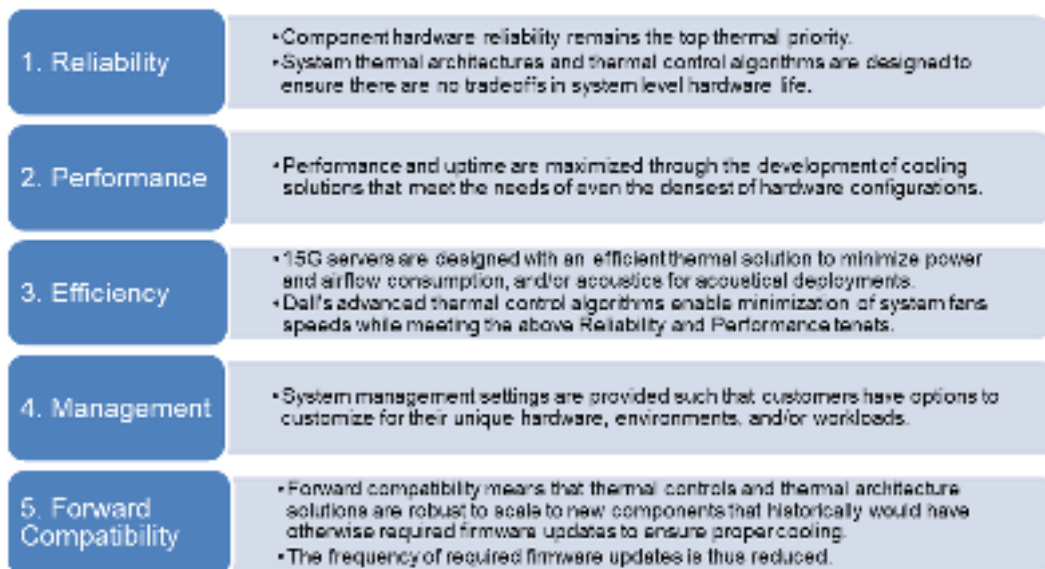 1. Reliability
•Component hardware reliability remains the top thermal priority.
•System thermal architectures and thermal control algorithms are designed to
ensure there are no tradeoffs in system level hardware life.
2. Performance
•Performance and uptime are maximized through the development of cooling
solutions that meet the needs of even the densest of hardware configurations.
3. Efficiency
•15G servers are designed with an efficient thermal solution to minimize power
and airflow consumption, and/or acoustics for acoustical deployments.
•Dell's advanced thermal control algorithms enable minimization of system fans
speeds while meeting the above Reliability and Performance tenets.
4. Management
•System management settings are provided such that customers have options to
customize for their unique hardware, environments, and/or workloads.
5. Forward
Compatibility
•Forward compatibility means that thermal controls and thermal architecture
solutions are robust to scale to new components that historically would have
otherwise required firmware updates to ensure proper cooling.
•The frequency of required firmware updates is thus reduced.